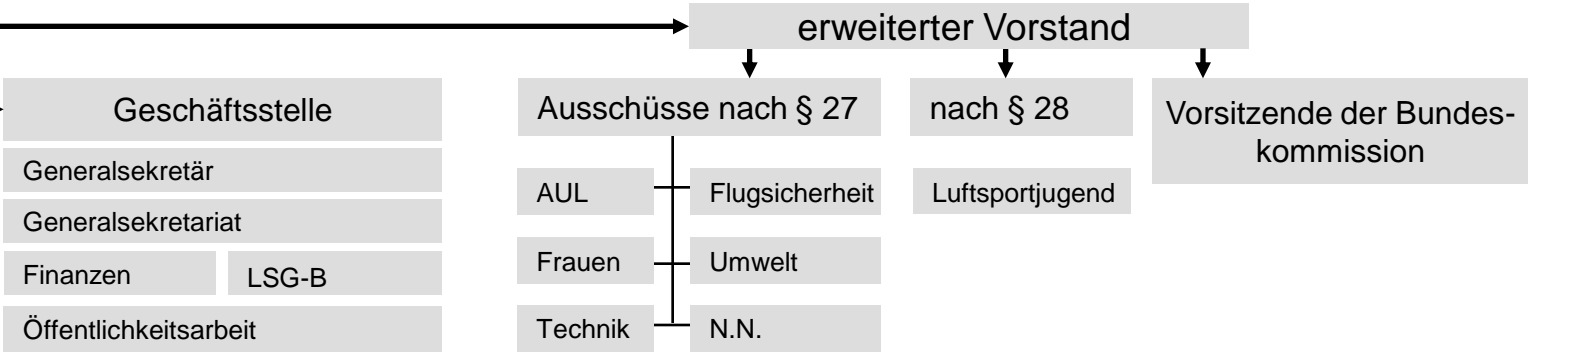 erweiterter Vorstand
Geschäftsstelle
Generalsekretär
Generalsekretariat
Finanzen
LSG-B
Öffentlichkeitsarbeit
Ausschüsse nach § 27
AUL
Flugsicherheit
Frauen
Umwelt
Technik
N.N.
nach § 28
Luftsportjugend
Vorsitzende der Bundes-
kommission